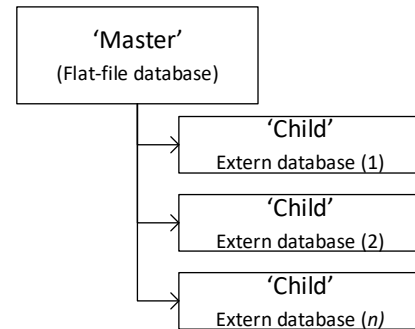 ‘Master’
(Flat-file database)
‘Child’
Extern database (1)
‘Child’
Extern database (2)
‘Child’
Extern database (n)